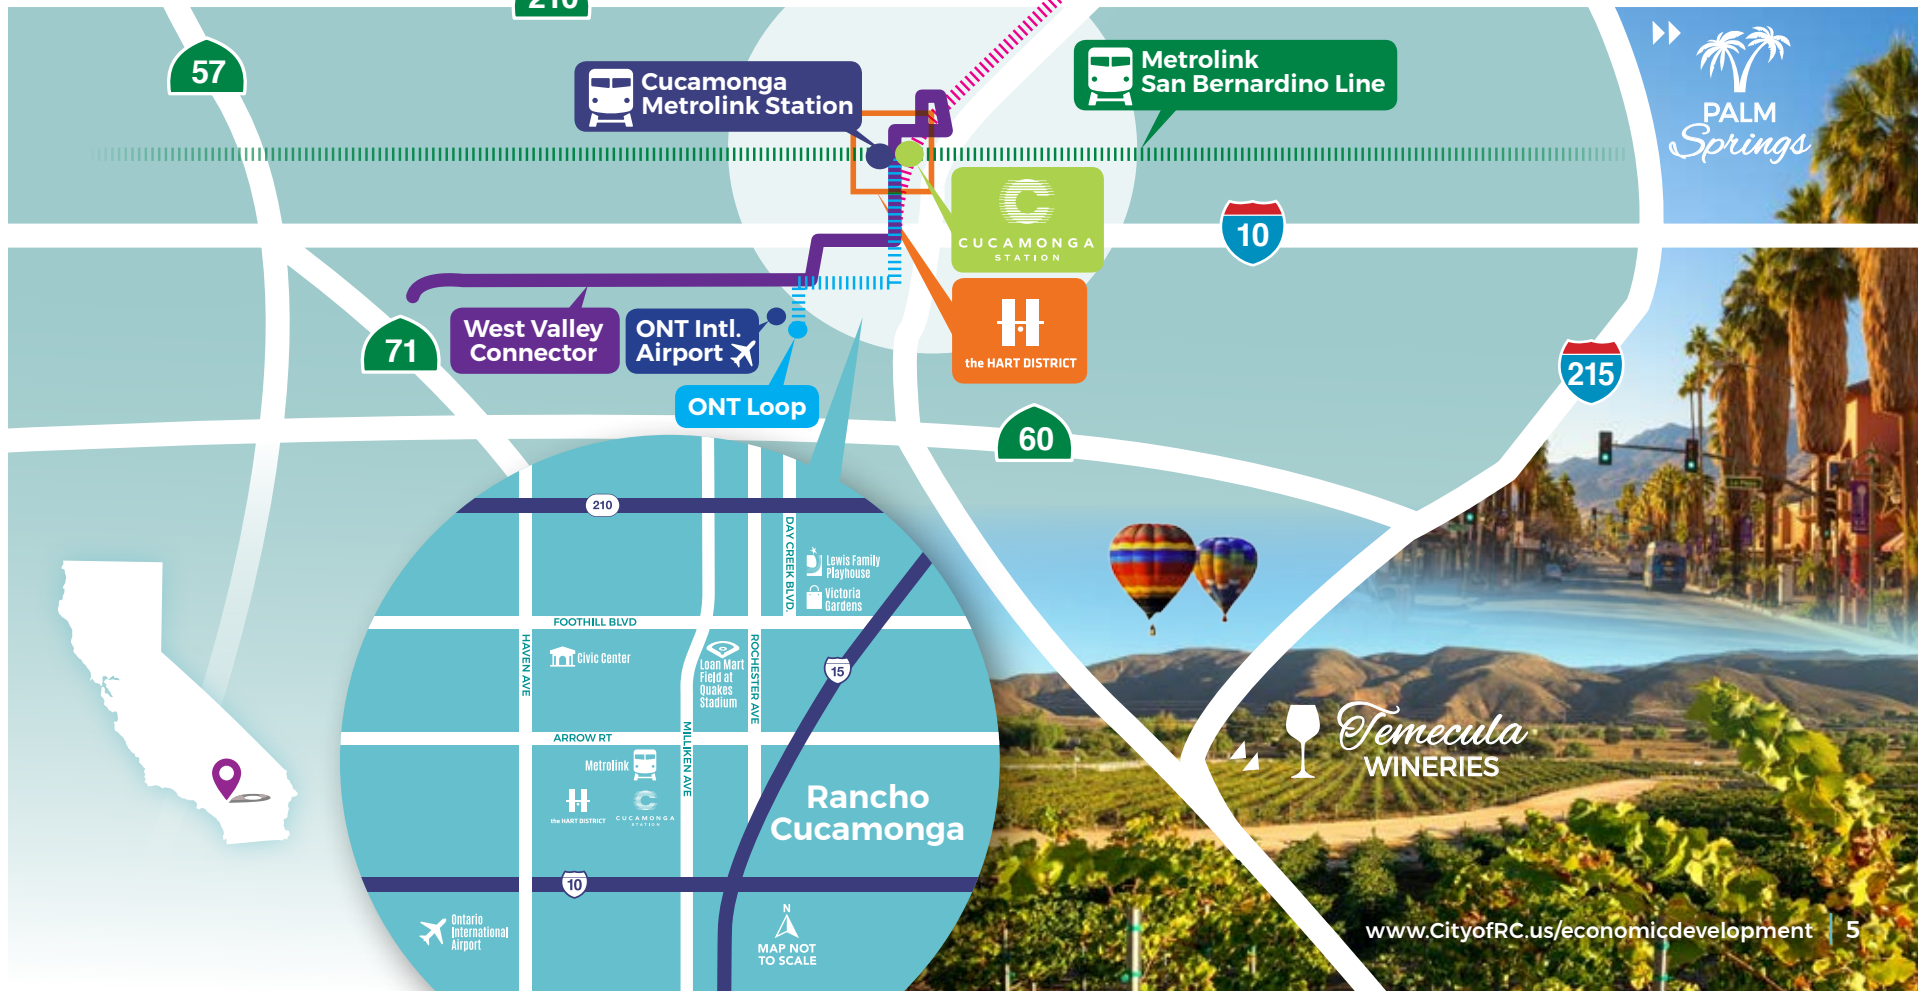 210
57
Cucamonga
Metrolink Station
Metrolink
San Bernardino Line
PALM
Springs
CUCAMONGA
STATION
10
the HART DISTRICT
West Valley
Connector
ONT Intl.
Airport
71
ONT Loop
215
60
210
DAY CREEK BLVD.
Lewis Family
Playhouse
Victoria
Gardens
FOOTHILL BLVD
HAVEN AVE
Civic Center
Loan Mart
Field at
Quakes
Stadium
ROCHESTER AVE
15
ARROW RT
MILLIKEN AVE
Metrolink
the HART DISTRICT
CUCAMONGA
STATION
Rancho
Cucamonga
10
Ontario
International
Airport
N
MAP NOT
TO SCALE
Temecula
WINERIES
www.CityofRC.us/economicdevelopment | 5